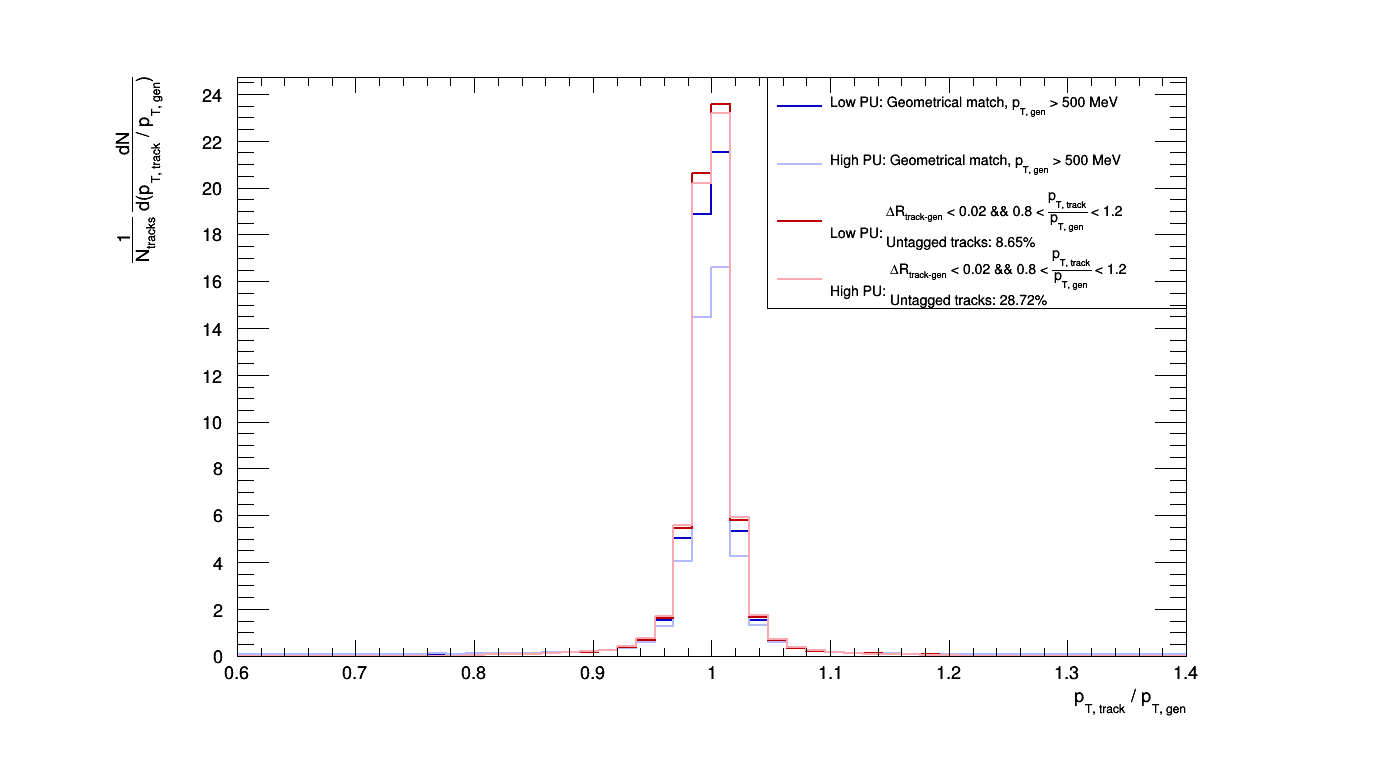 1
N_tracks
dN
d(p_T, track / p_T, gen)
24
22
20
18
16
14
12
10
8
6
4
2
0
0.6 0.7 0.8 0.9 1 1.1 1.2 1.3 1.4
p_T, track / p_T, gen
Low PU: Geometrical match, p_T, gen > 500 MeV
High PU: Geometrical match, p_T, gen > 500 MeV
Low PU: ΔR_track-gen < 0.02 && 0.8 < p_T, track / p_T, gen < 1.2
Untagged tracks: 8.65%
High PU: ΔR_track-gen < 0.02 && 0.8 < p_T, track / p_T, gen < 1.2
Untagged tracks: 28.72%